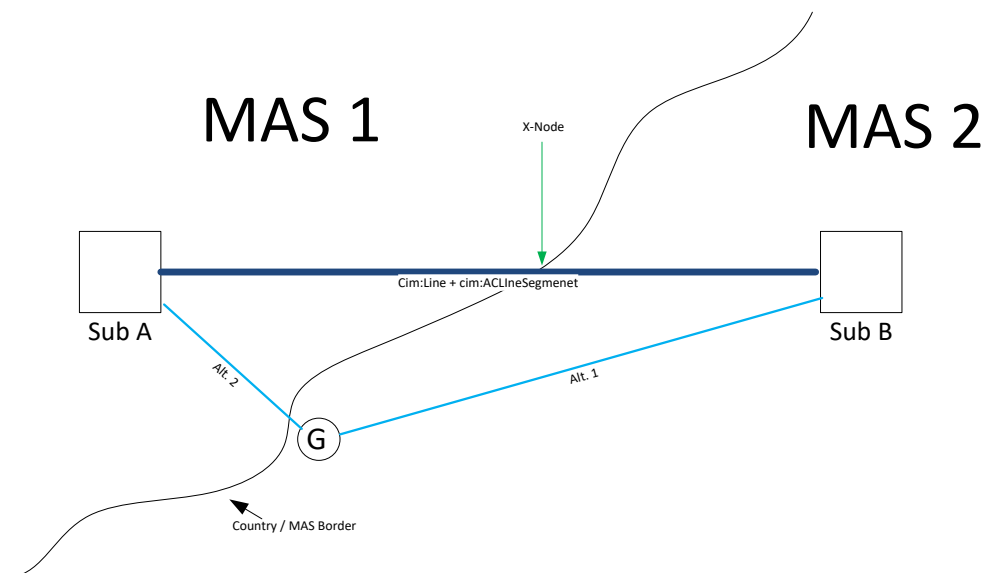 MAS 1
X-Node
MAS 2
Cim:Line + cim:ACLIneSegmenet
Sub A
Sub B
Alt. 2
Alt. 1
G
Country / MAS Border